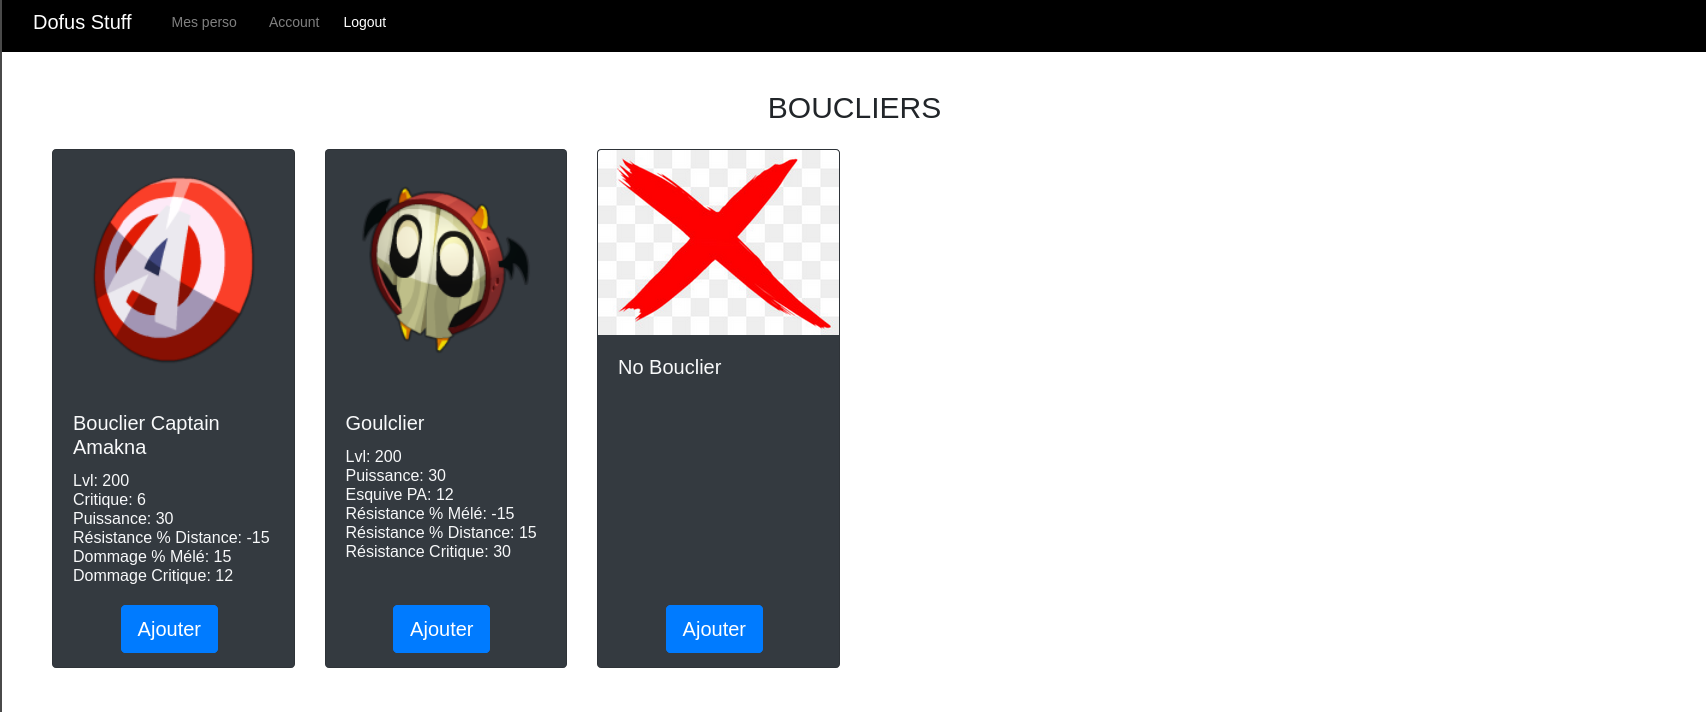 Dofus Stuff
Mes perso
Account
Logout
BOUCLIERS
Bouclier Captain
Amakna
Lvl: 200
Critique: 6
Puissance: 30
Résistance % Distance: -15
Dommage % Mélé: 15
Dommage Critique: 12
Ajouter
Goulclier
Lvl: 200
Puissance: 30
Esquive PA: 12
Résistance % Mélé: -15
Résistance % Distance: 15
Résistance Critique: 30
Ajouter
No Bouclier
Ajouter